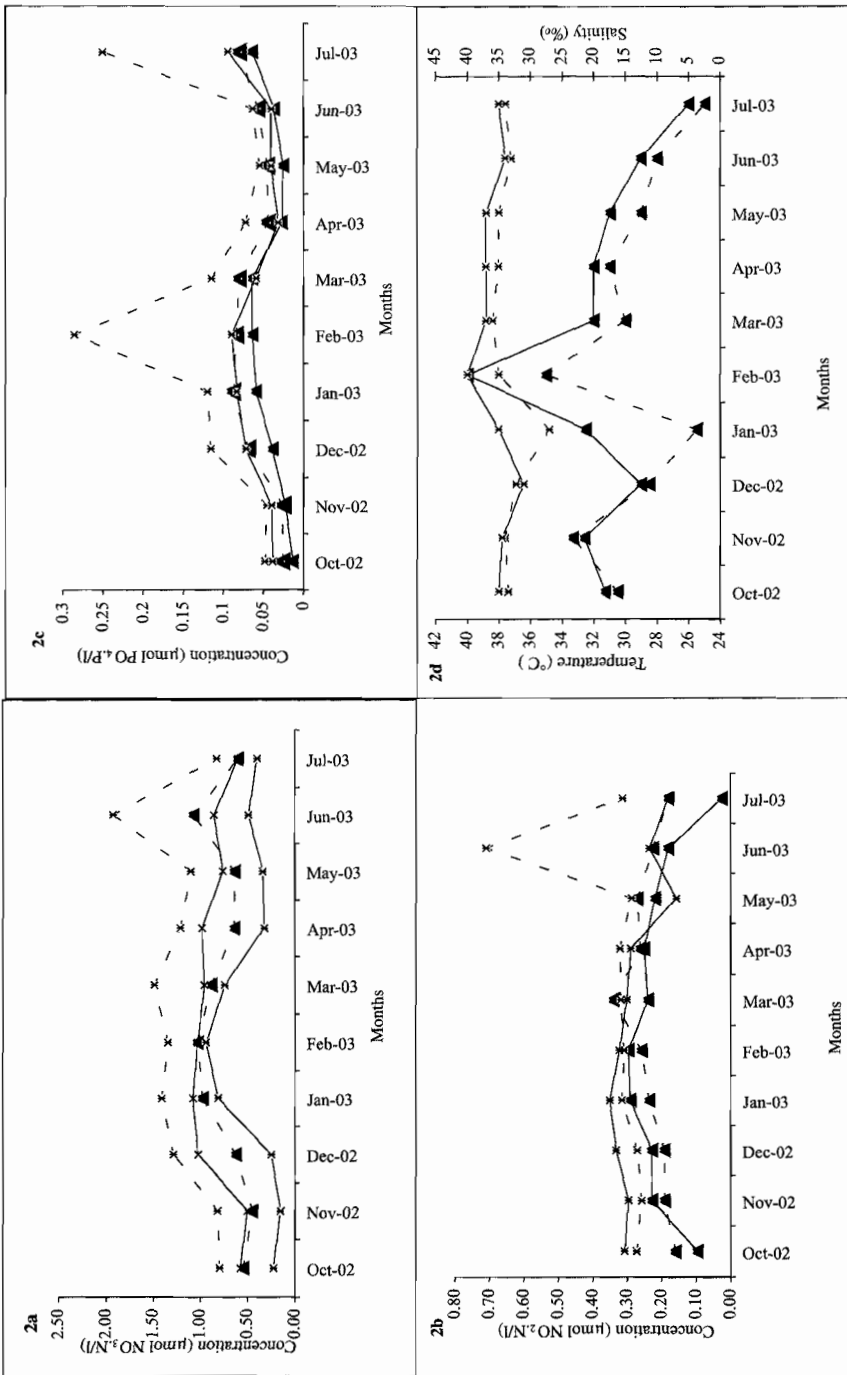 2a
Concentration (µmol NO3.N/l)
2.50
2.00
1.50
1.00
0.50
0.00
Oct-02
Nov-02
Dec-02
Jan-03
Feb-03
Mar-03
Apr-03
May-03
Jun-03
Jul-03
Months
2b
Concentration (µmol NO2.N/l)
0.80
0.70
0.60
0.50
0.40
0.30
0.20
0.10
0.00
Oct-02
Nov-02
Dec-02
Jan-03
Feb-03
Mar-03
Apr-03
May-03
Jun-03
Jul-03
Months
2c
Concentration (µmol PO4.P/l)
0.3
0.25
0.2
0.15
0.1
0.05
0
Oct-02
Nov-02
Dec-02
Jan-03
Feb-03
Mar-03
Apr-03
May-03
Jun-03
Jul-03
Months
2d
Temperature (°C)
42
40
38
36
34
32
30
28
26
24
Salinity (‰)
45
40
35
30
25
20
15
10
5
0
Oct-02
Nov-02
Dec-02
Jan-03
Feb-03
Mar-03
Apr-03
May-03
Jun-03
Jul-03
Months